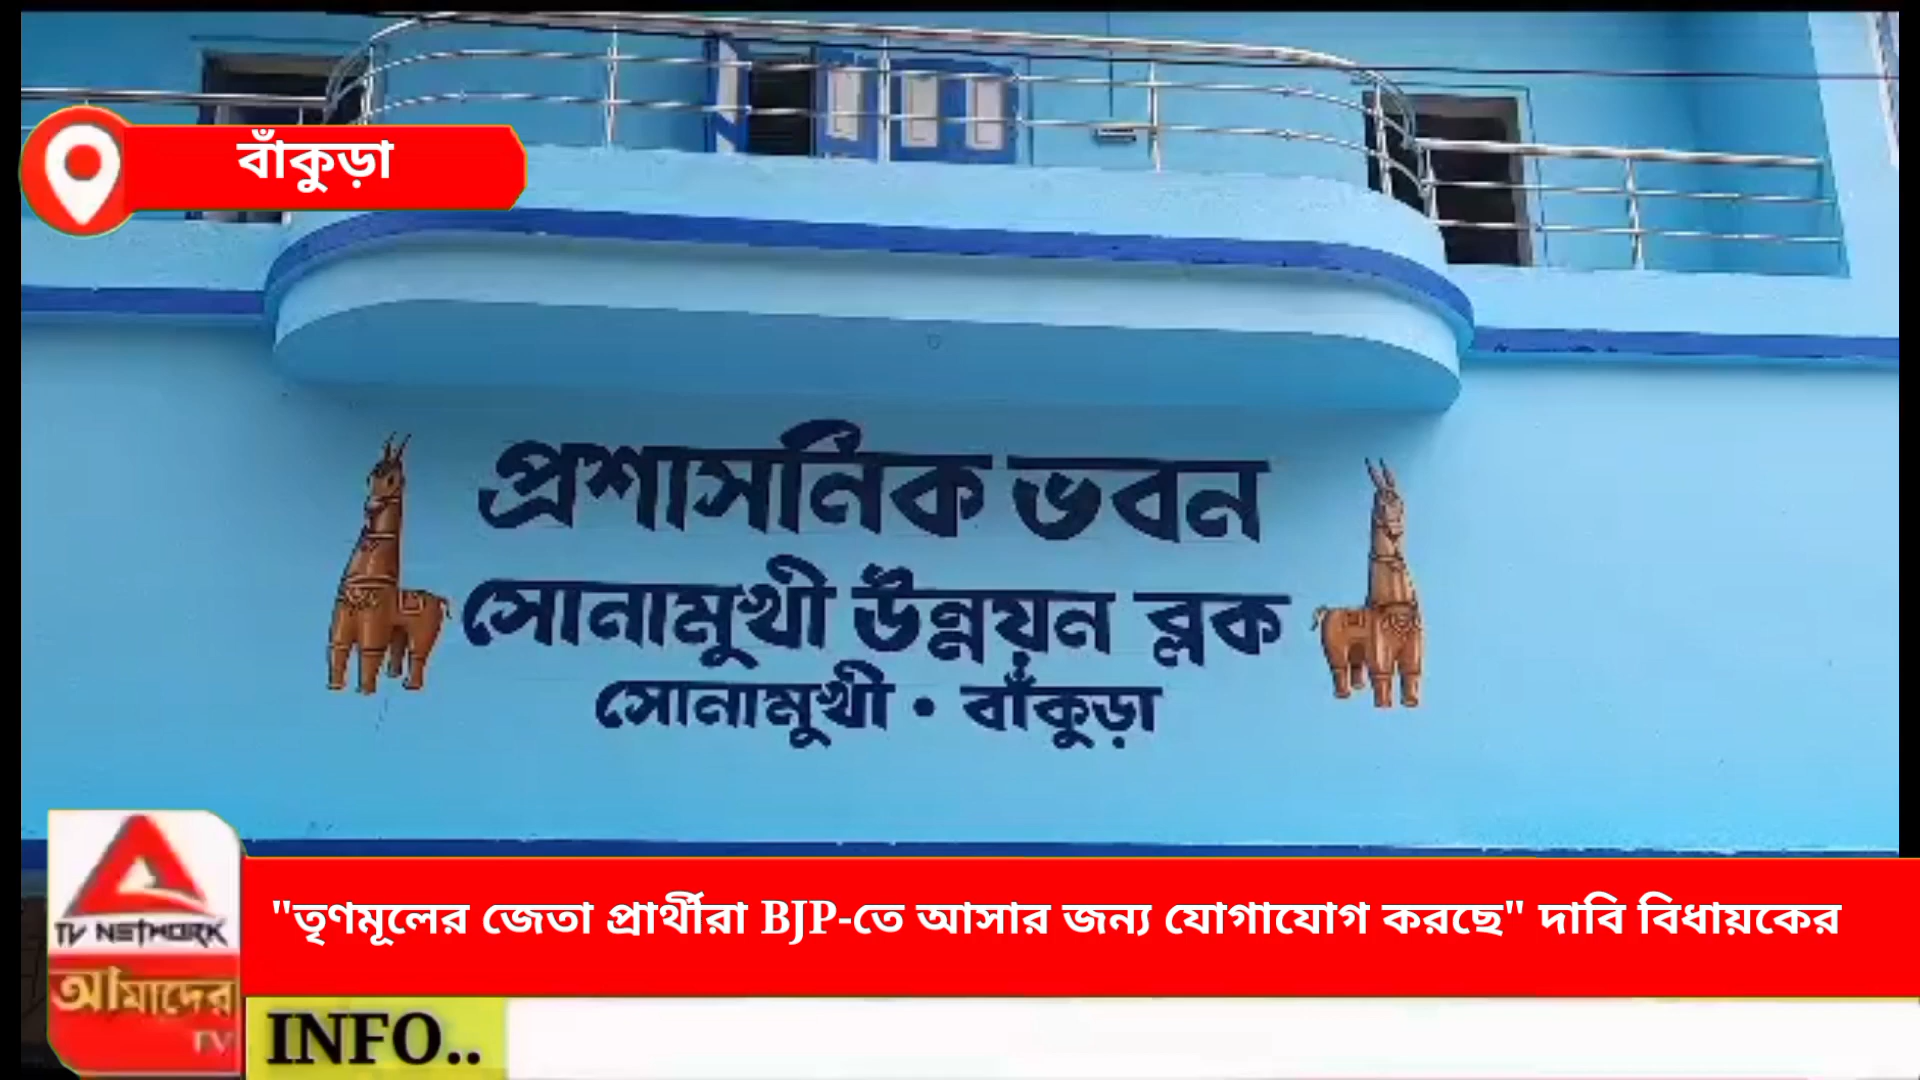 বাঁকুড়া
প্রশাসনিক ভবন
সোনামুখী উন্নয়ন ব্লক
সোনামুখী • বাঁকুড়া
TV NETWORK
আমাদের
TV
"তৃণমূলের জেতা প্রার্থীরা BJP-তে আসার জন্য যোগাযোগ করছে" দাবি বিধায়কের
INFO..